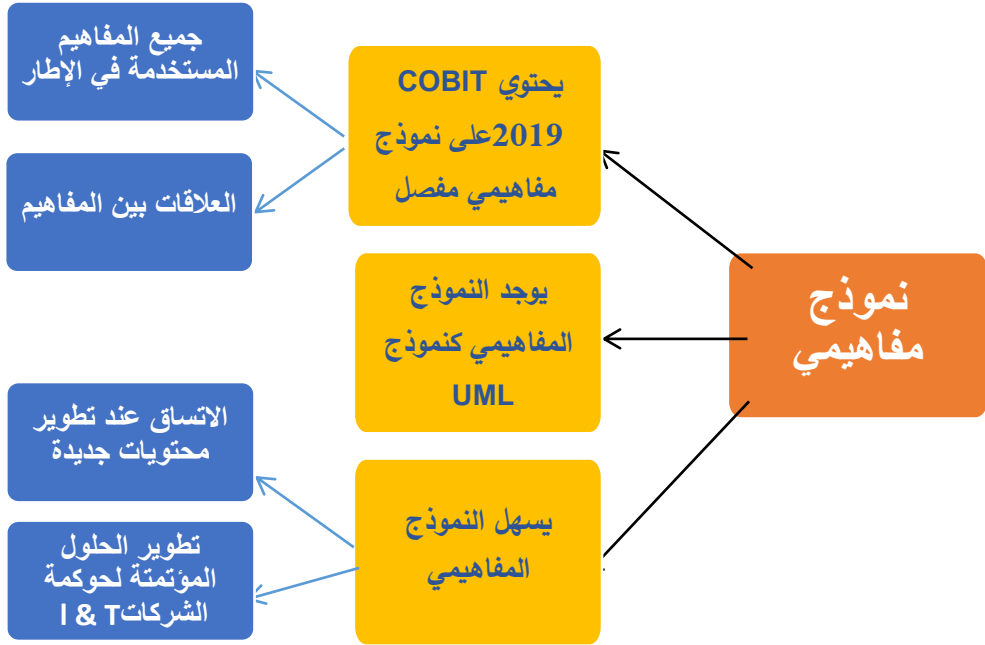 نموذج
مفاهيمي
يحتوي COBIT
2019على نموذج
مفاهيمي مفصل
جميع المفاهيم
المستخدمة في الإطار
العلاقات بين المفاهيم
يوجد النموذج
المفاهيمي كنموذج
UML
يسهل النموذج
المفاهيمي
الاتساق عند تطوير
محتويات جديدة
تطوير الحلول
المؤتمتة لحوكمة
الشركاتI & T